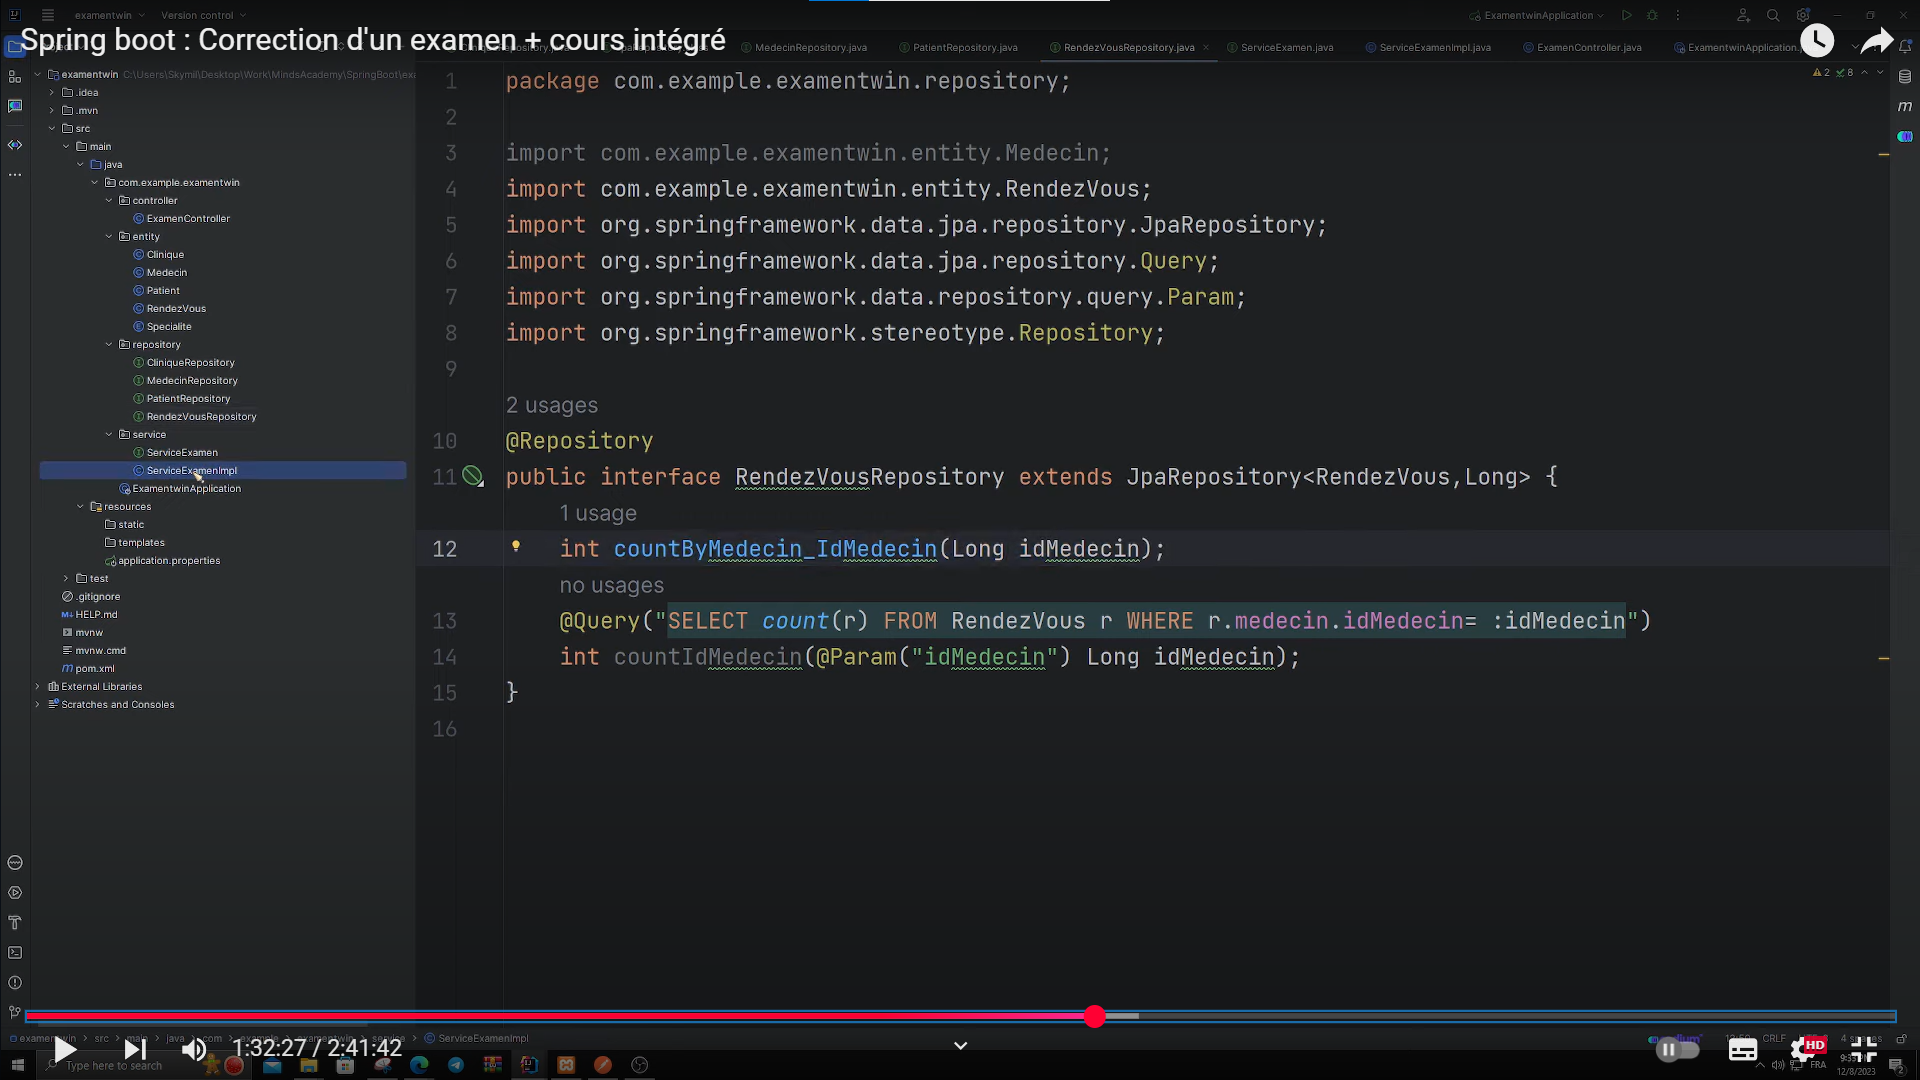 examentwin
Version control
ExamentwinApplication
Spring boot : Correction d'un examen + cours intégré
MedecinRepository.java
PatientRepository.java
RendezVousRepository.java
ServiceExamen.java
ServiceExamenImpl.java
ExamenController.java
ExamentwinApplication.
examentwin C:\Users\Skymil\Desktop\Work\MindsAcademy\SpringBoot\exa
.idea
.mvn
src
main
java
com.example.examentwin
controller
ExamenController
entity
Clinique
Medecin
Patient
RendezVous
Specialite
repository
CliniqueRepository
MedecinRepository
PatientRepository
RendezVousRepository
service
ServiceExamen
ServiceExamenImpl
ExamentwinApplication
resources
static
templates
application.properties
test
.gitignore
HELP.md
mvnw
mvnw.cmd
pom.xml
External Libraries
Scratches and Consoles
2 8
1 package com.example.examentwin.repository;
2
3 import com.example.examentwin.entity.Medecin;
4 import com.example.examentwin.entity.RendezVous;
5 import org.springframework.data.jpa.repository.JpaRepository;
6 import org.springframework.data.jpa.repository.Query;
7 import org.springframework.data.repository.query.Param;
8 import org.springframework.stereotype.Repository;
9
2 usages
10 @Repository
11 public interface RendezVousRepository extends JpaRepository<RendezVous,Long> {
1 usage
12 int countByMedecin_IdMedecin(Long idMedecin);
no usages
13 @Query("SELECT count(r) FROM RendezVous r WHERE r.medecin.idMedecin= :idMedecin")
14 int countIdMedecin(@Param("idMedecin") Long idMedecin);
15 }
16
src
java
ServiceExamenImpl
CRLF
1:32:27 / 2:41:42
HD
Type here to search
FRA
12/8/2023